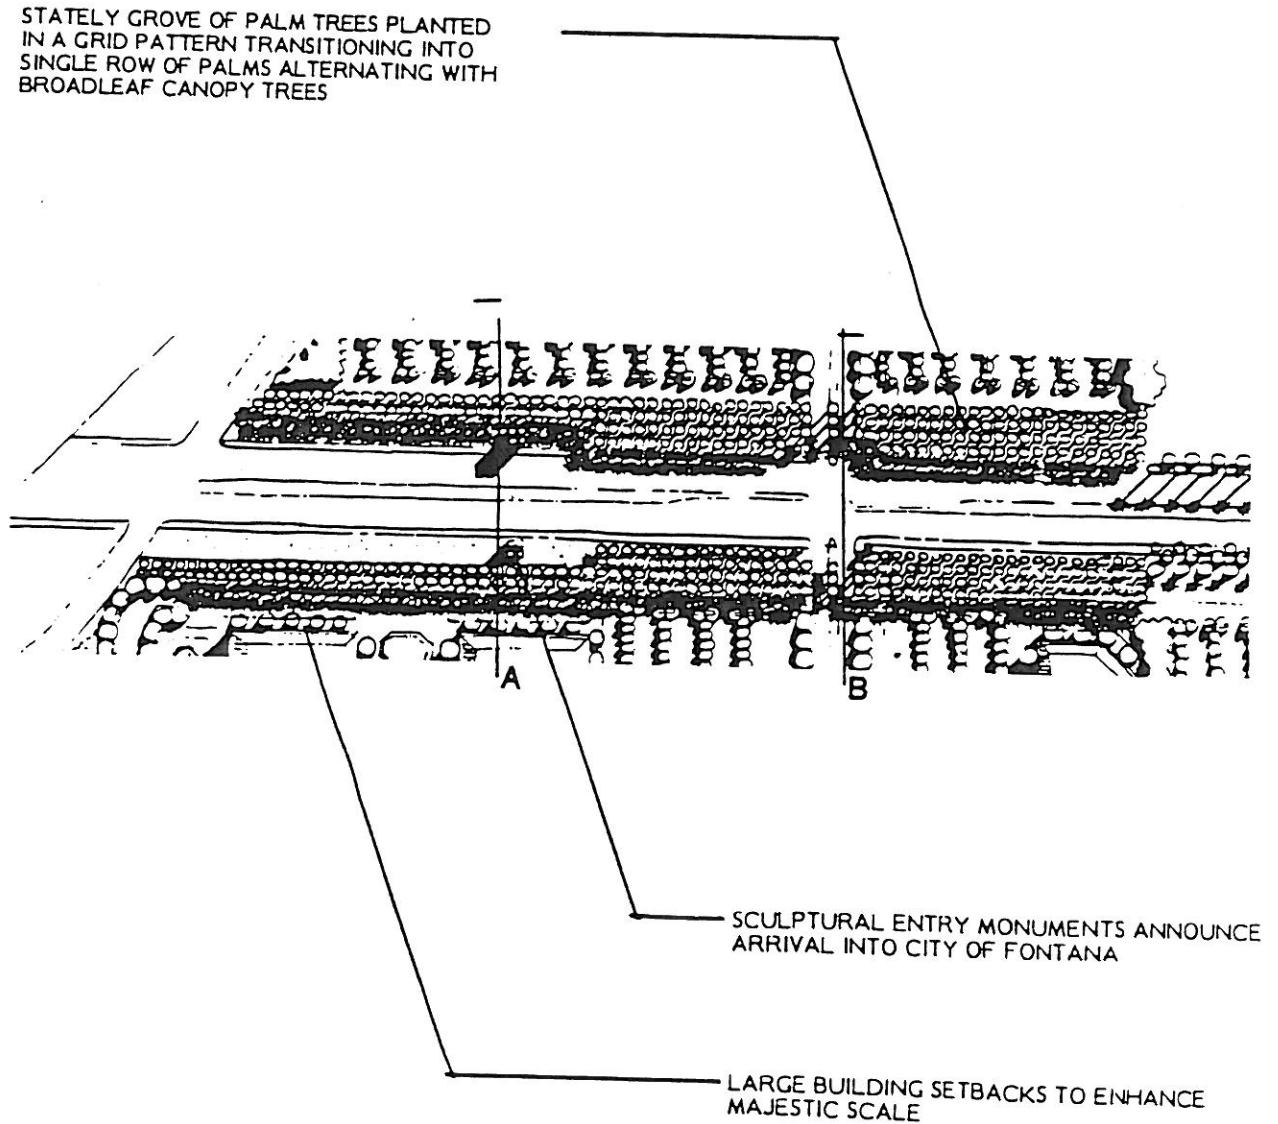 STATELY GROVE OF PALM TREES PLANTED
IN A GRID PATTERN TRANSITIONING INTO
SINGLE ROW OF PALMS ALTERNATING WITH
BROADLEAF CANOPY TREES
A
B
SCULPTURAL ENTRY MONUMENTS ANNOUNCE
ARRIVAL INTO CITY OF FONTANA
LARGE BUILDING SETBACKS TO ENHANCE
MAJESTIC SCALE